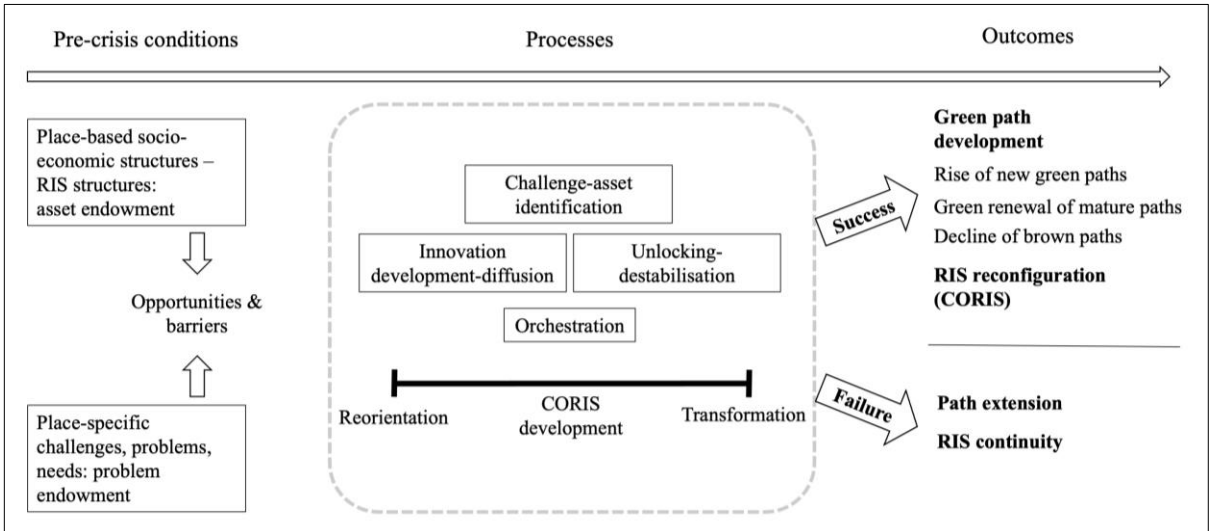 Pre-crisis conditions
Processes
Outcomes
Place-based socio-
economic structures –
RIS structures:
asset endowment
Opportunities &
barriers
Place-specific
challenges, problems,
needs: problem
endowment
Challenge-asset
identification
Innovation
development-diffusion
Unlocking-
destabilisation
Orchestration
Reorientation
CORIS
development
Transformation
Success
Failure
Green path
development
Rise of new green paths
Green renewal of mature paths
Decline of brown paths
RIS reconfiguration
(CORIS)
Path extension
RIS continuity